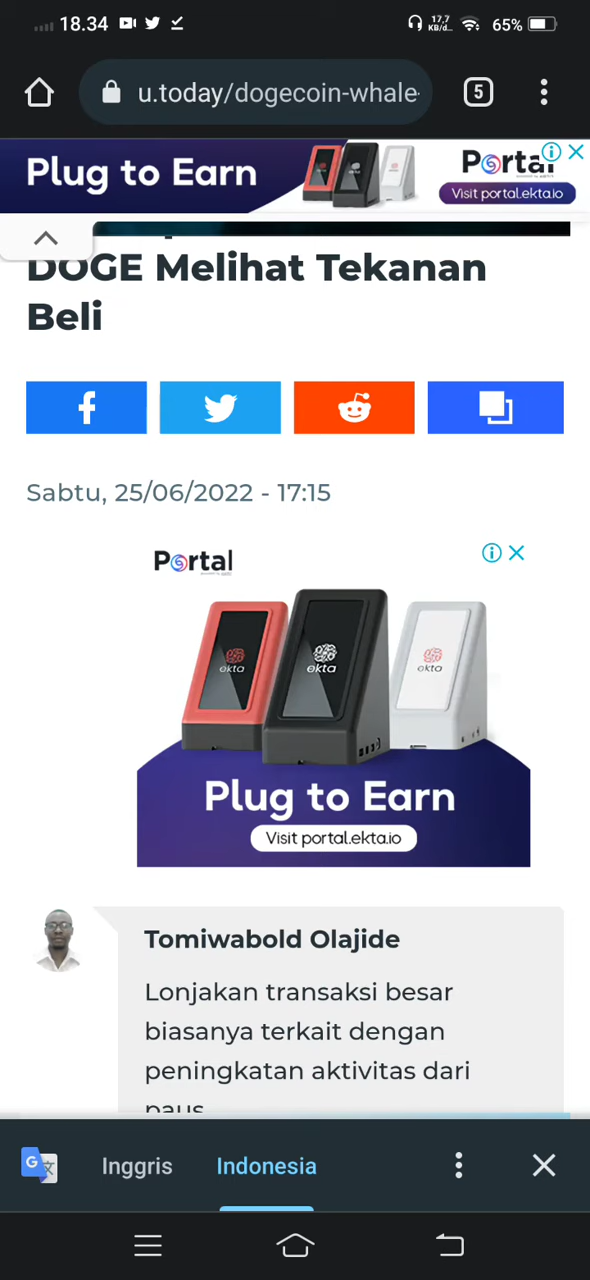 18.34
17,7
KB/d...
65%
u.today/dogecoin-whale-
5
Plug to Earn
Portal
Visit portal.ekta.io
DOGE Melihat Tekanan
Beli
Sabtu, 25/06/2022 - 17:15
Portal
ekta
ekta
ekta
Plug to Earn
Visit portal.ekta.io
Tomiwabold Olajide
Lonjakan transaksi besar
biasanya terkait dengan
peningkatan aktivitas dari
paus
G
文
Inggris
Indonesia